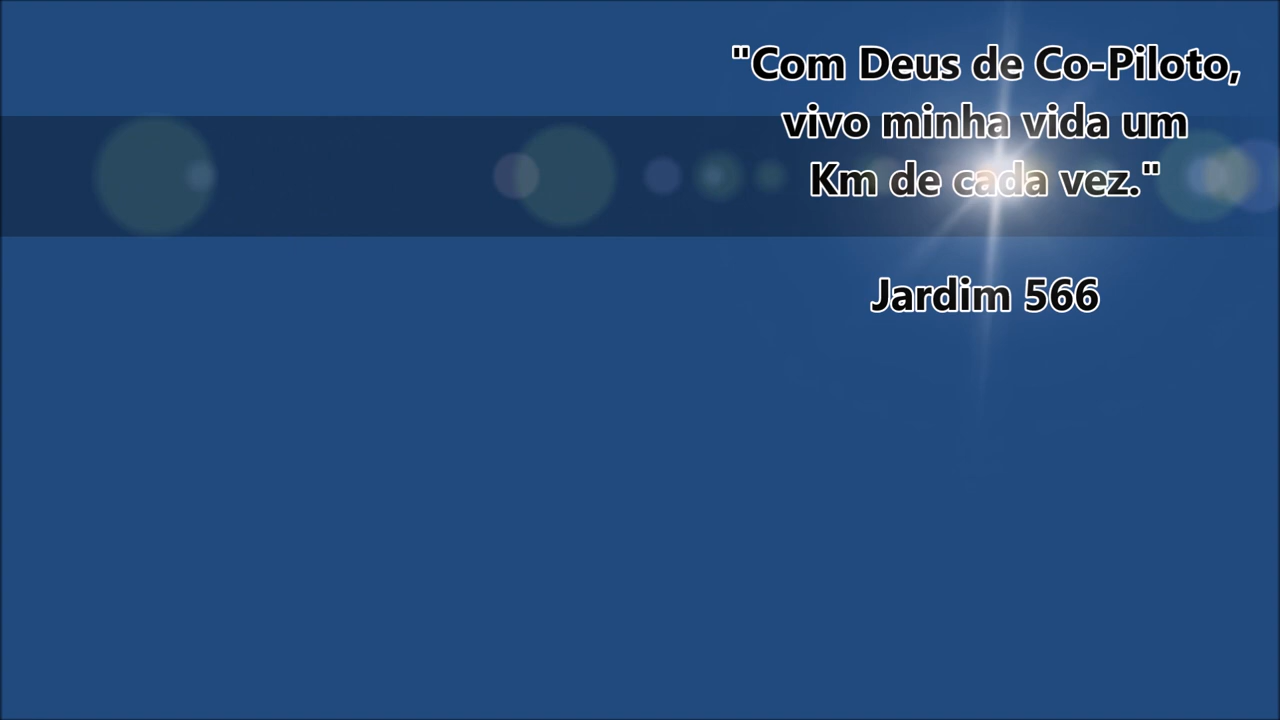 "Com Deus de Co-Piloto,
vivo minha vida um
Km de cada vez."
Jardim 566